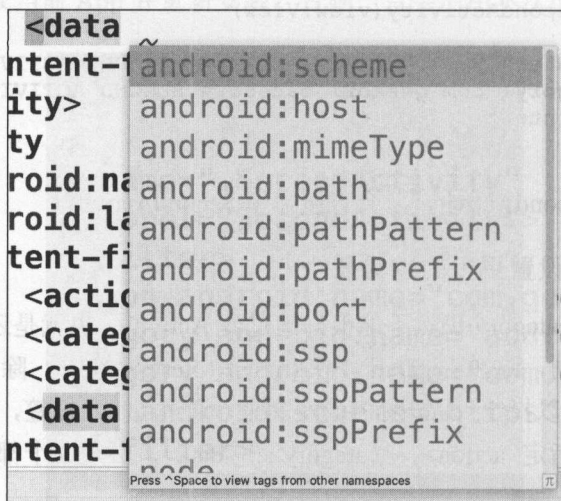 <data
ntent-f
ity>
ty
roid:na
roid:la
tent-fi
<actio
<categ
<categ
<data
ntent-f
android:scheme
android:host
android:mimeType
android:path
android:pathPattern
android:pathPrefix
android:port
android:ssp
android:sspPattern
android:sspPrefix
node
Press ^Space to view tags from other namespaces
π